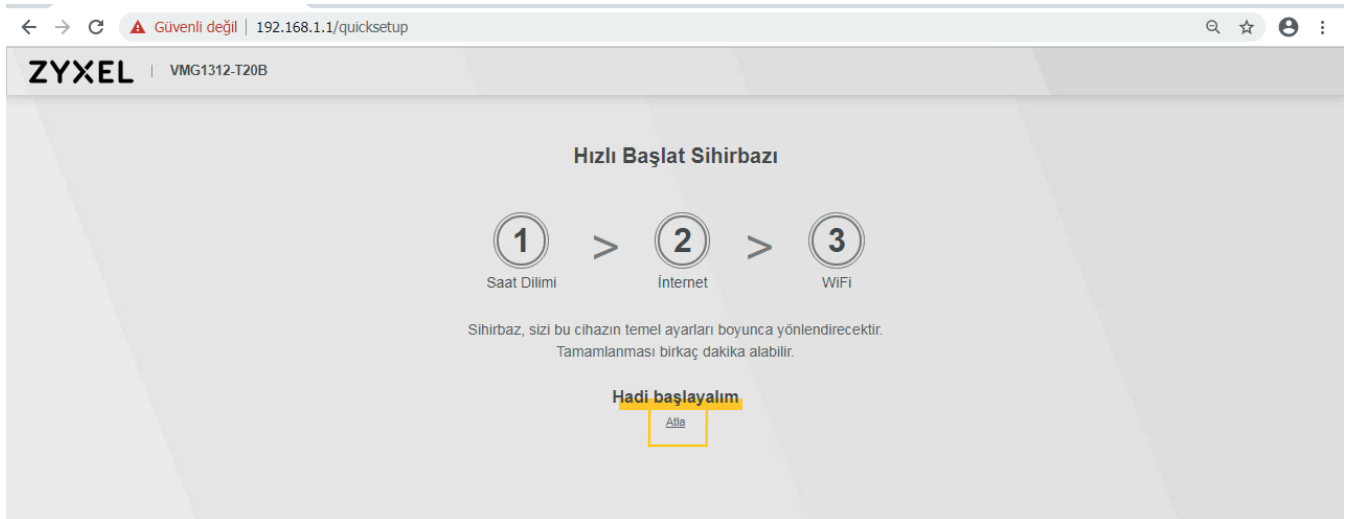 Güvenli değil | 192.168.1.1/quicksetup
ZYXEL | VMG1312-T20B
Hızlı Başlat Sihirbazı
1 > 2 > 3
Saat Dilimi İnternet WiFi
Sihirbaz, sizi bu cihazın temel ayarları boyunca yönlendirecektir.
Tamamlanması birkaç dakika alabilir.
Hadi başlayalım
Atla